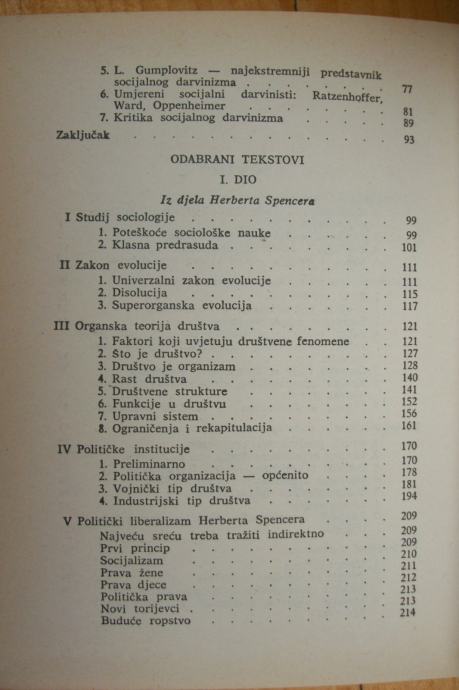 5. L. Gumplovitz — najekstremniji predstavnik
socijalnog darvinizma . . . . . . . . 77
6. Umjereni socijalni darvinisti: Ratzenhoffer,
Ward, Oppenheimer . . . . . . . 81
7. Kritika socijalnog darvinizma . . . . . 89
Zaključak . . . . . . . . . . . . 93
ODABRANI TEKSTOVI
I. DIO
Iz djela Herberta Spencera
I Studij sociologije . . . . . . . . . . 99
1. Poteškoće sociološke nauke . . . . . 99
2. Klasna predrasuda . . . . . . . . 101
II Zakon evolucije . . . . . . . . . . 111
1. Univerzalni zakon evolucije . . . . . 111
2. Disolucija . . . . . . . . . . 115
3. Superorganska evolucija . . . . . . 117
III Organska teorija društva . . . . . . . . 121
1. Faktori koji uvjetuju društvene fenomene . . 121
2. Što je društvo? . . . . . . . . . 127
3. Društvo je organizam . . . . . . . 128
4. Rast društva . . . . . . . . . 140
5. Društvene strukture . . . . . . . 141
6. Funkcije u društvu . . . . . . . 152
7. Upravni sistem . . . . . . . . 156
8. Ograničenja i rekapitulacija . . . . . 161
IV Političke institucije . . . . . . . . . 170
1. Preliminarno . . . . . . . . . 170
2. Politička organizacija — općenito . . . . 178
3. Vojnički tip društva . . . . . . . 181
4. Industrijski tip društva . . . . . . 194
V Politički liberalizam Herberta Spencera . . . . 209
Najveću sreću treba tražiti indirektno . . . 209
Prvi princip . . . . . . . . . . 209
Socijalizam . . . . . . . . . . 210
Prava žene . . . . . . . . . . 211
Prava djece . . . . . . . . . . 212
Politička prava . . . . . . . . . 213
Novi torijevci . . . . . . . . . . 213
Buduće ropstvo . . . . . . . . . 214